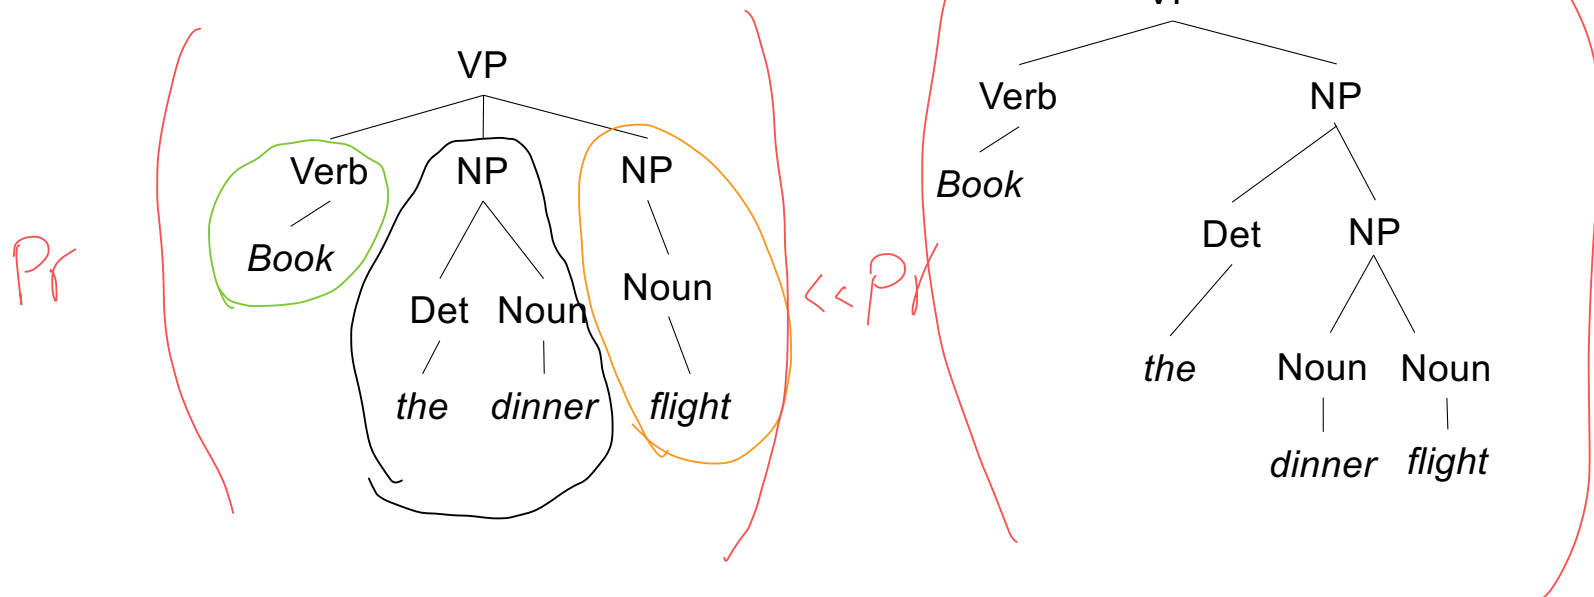 VP
Verb NP NP
Book
Det Noun Noun
the dinner flight
Pr
<<Pr
Verb NP
Book
Det NP
the Noun Noun
dinner flight